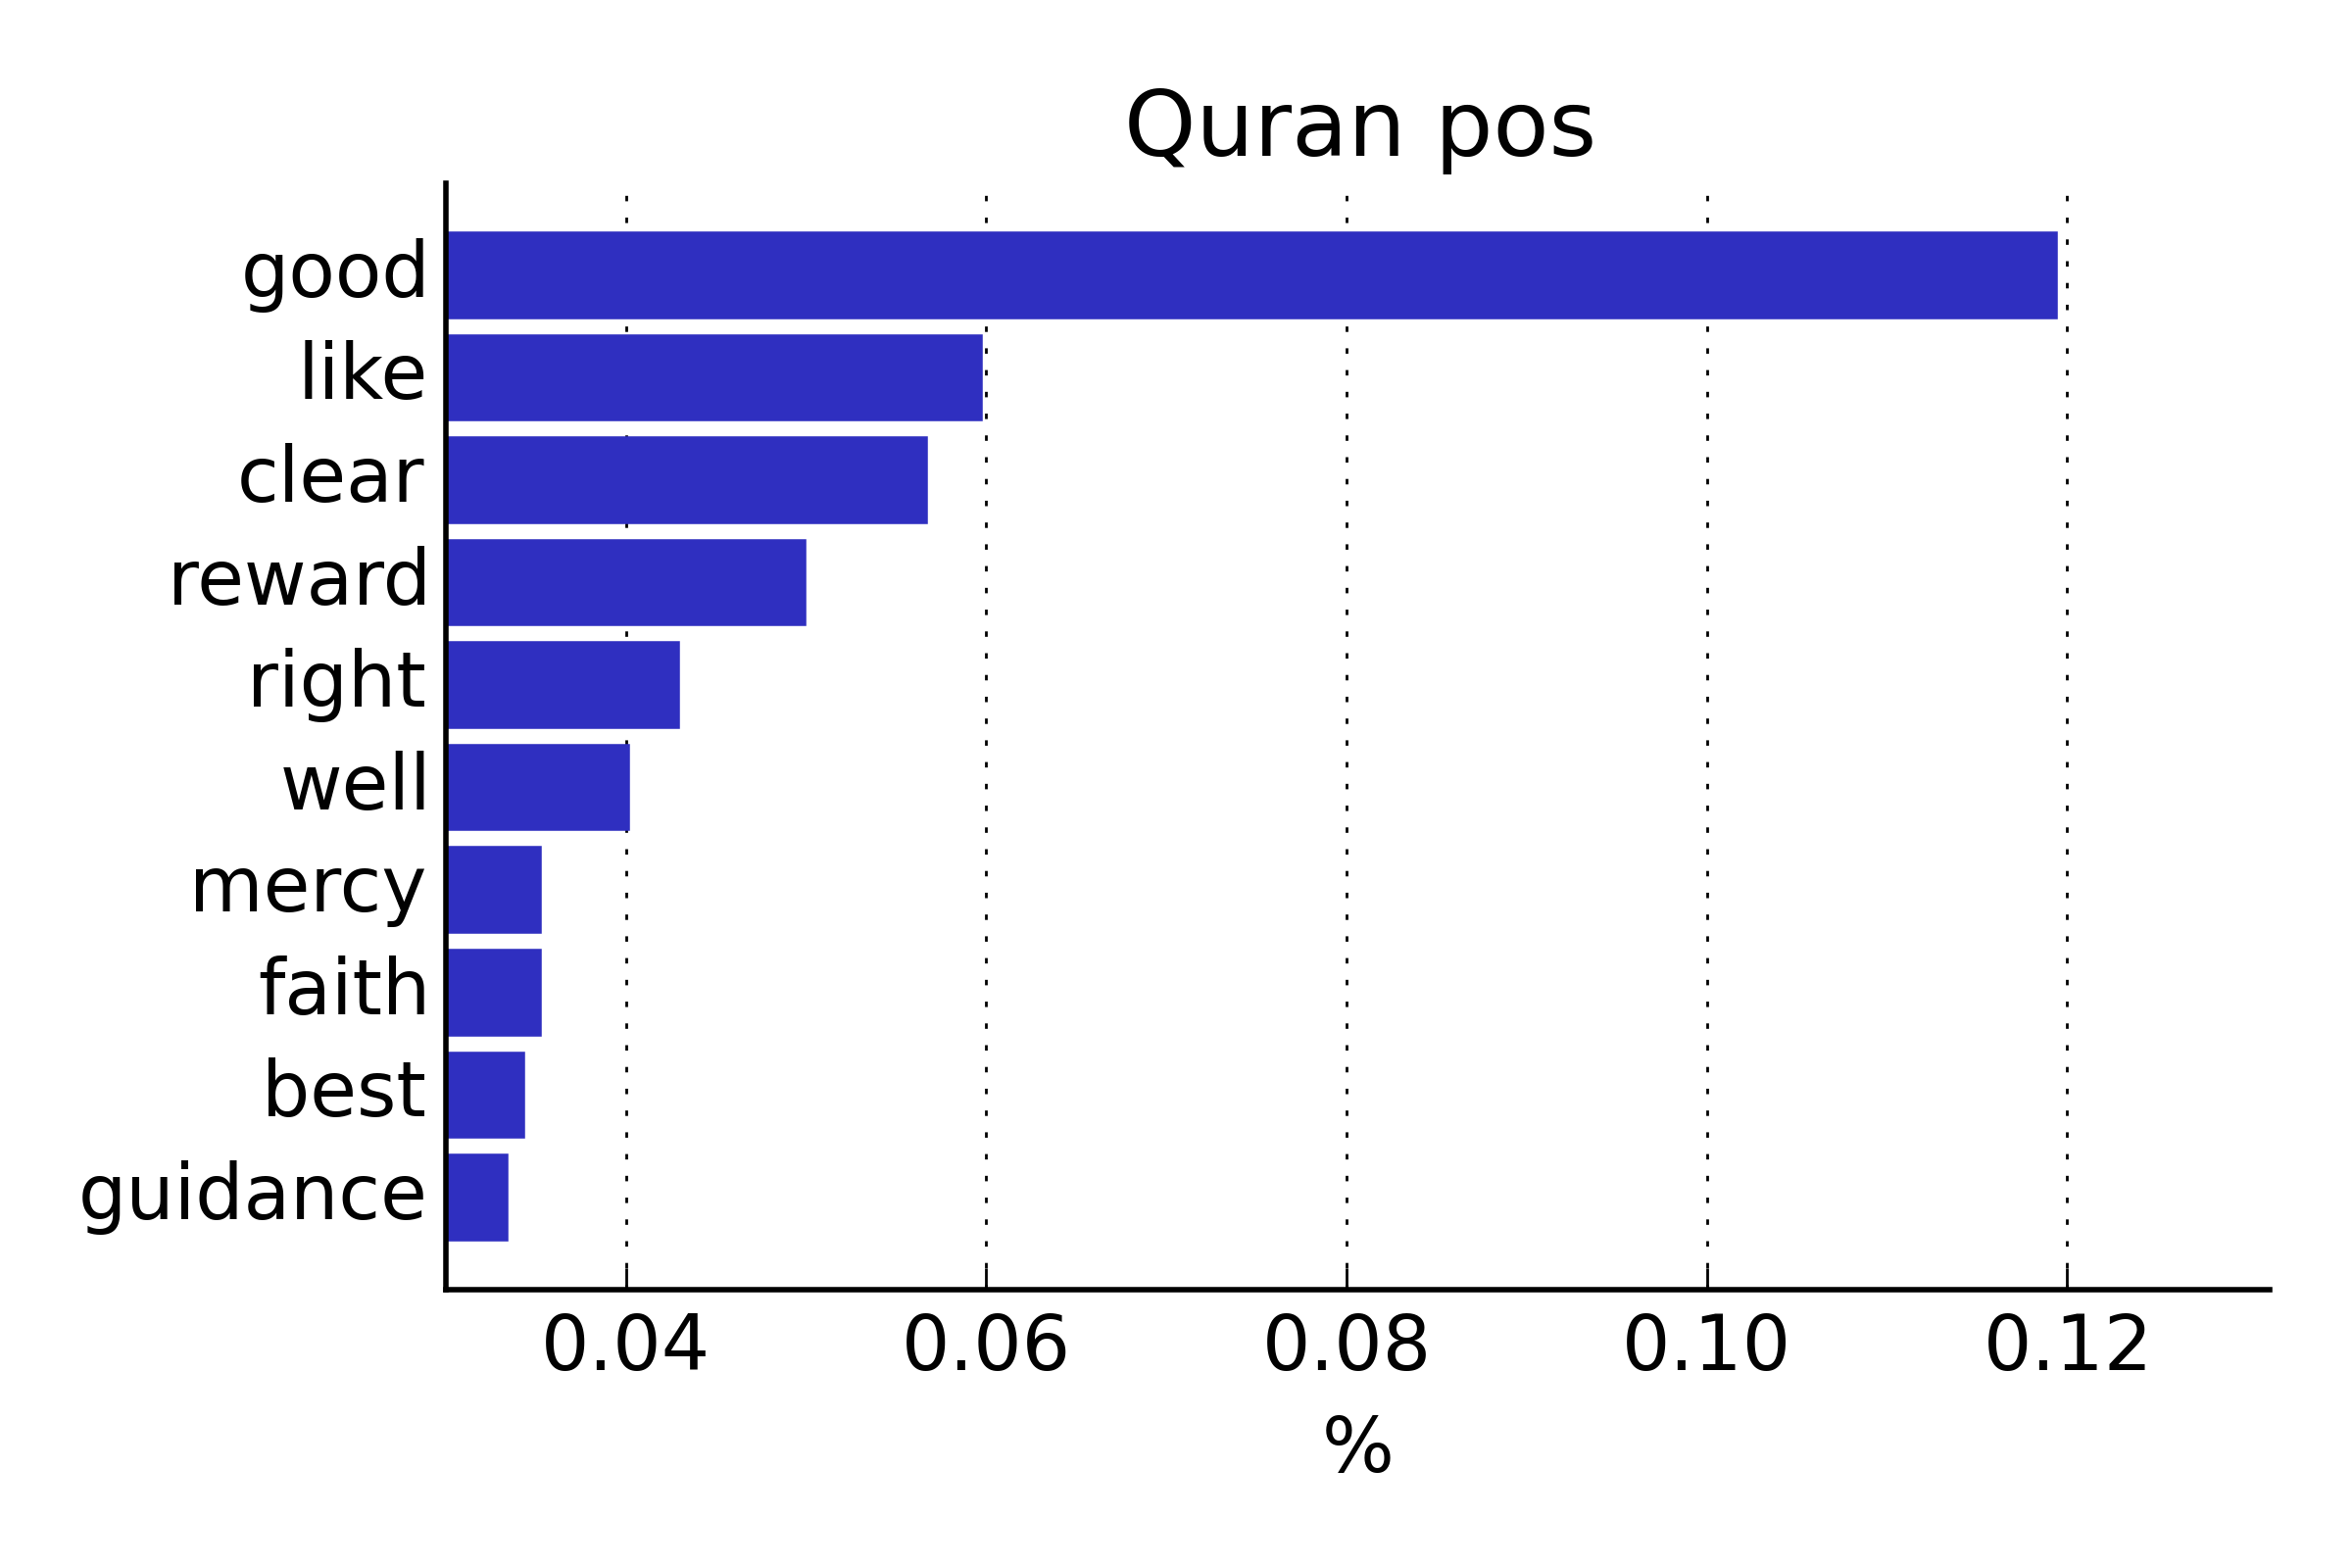 Quran pos
good
like
clear
reward
right
well
mercy
faith
best
guidance
0.04 0.06 0.08 0.10 0.12
%